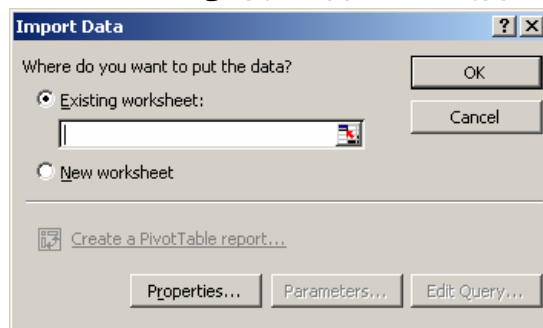 Import Data
Where do you want to put the data?
OK
Existing worksheet:
Cancel
New worksheet
Create a PivotTable report...
Properties...
Parameters...
Edit Query...